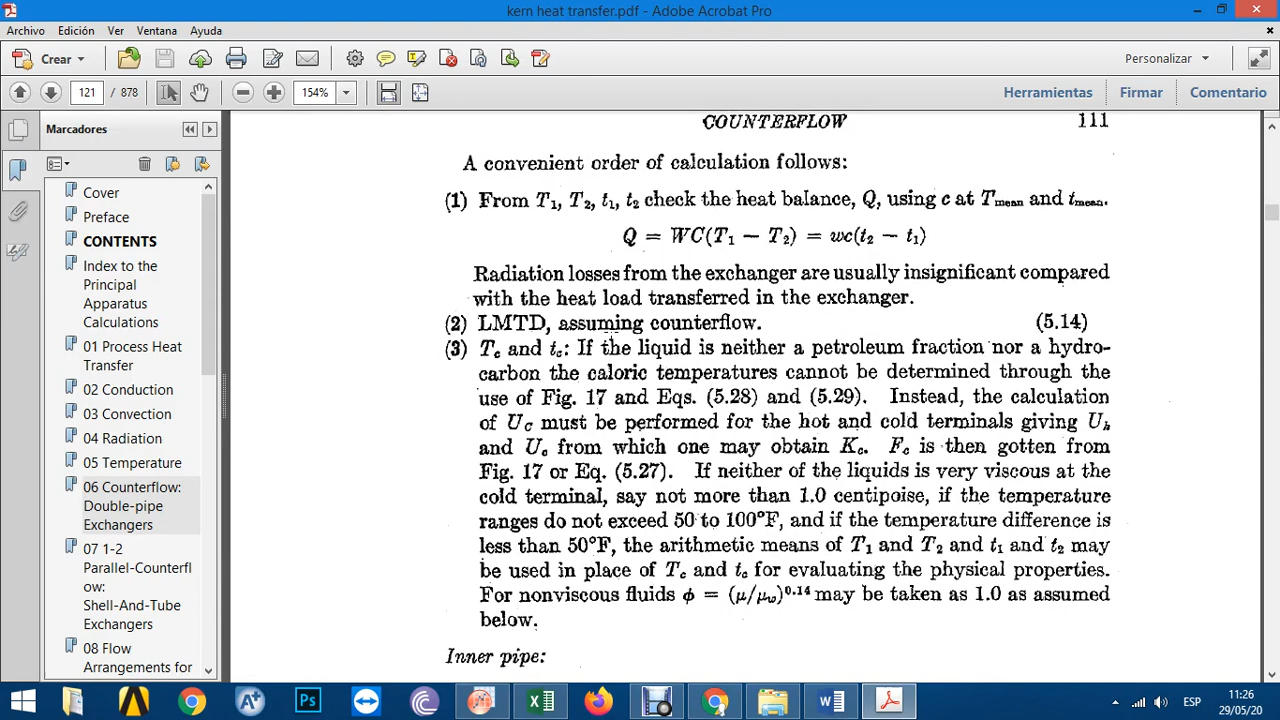 kern heat transfer.pdf - Adobe Acrobat Pro
Archivo Edición Ver Ventana Ayuda
Crear
Personalizar
121 / 878
154%
Herramientas Firmar Comentario
Marcadores
Cover
Preface
CONTENTS
Index to the
Principal
Apparatus
Calculations
01 Process Heat
Transfer
02 Conduction
03 Convection
04 Radiation
05 Temperature
06 Counterflow:
Double-pipe
Exchangers
07 1-2
Parallel-Counterfl
ow:
Shell-And-Tube
Exchangers
08 Flow
Arrangements for
COUNTERFLOW 111
A convenient order of calculation follows:
(1) From T₁, T₂, t₁, t₂ check the heat balance, Q, using c at Tmean and tmean.
Q = WC(T₁ − T₂) = wc(t₂ − t₁)
Radiation losses from the exchanger are usually insignificant compared
with the heat load transferred in the exchanger.
(2) LMTD, assuming counterflow. (5.14)
(3) Tc and tc: If the liquid is neither a petroleum fraction nor a hydro-
carbon the caloric temperatures cannot be determined through the
use of Fig. 17 and Eqs. (5.28) and (5.29). Instead, the calculation
of UC must be performed for the hot and cold terminals giving Uh
and Uc from which one may obtain Kc. Fc is then gotten from
Fig. 17 or Eq. (5.27). If neither of the liquids is very viscous at the
cold terminal, say not more than 1.0 centipoise, if the temperature
ranges do not exceed 50 to 100°F, and if the temperature difference is
less than 50°F, the arithmetic means of T₁ and T₂ and t₁ and t₂ may
be used in place of Tc and tc for evaluating the physical properties.
For nonviscous fluids ϕ = (μ/μw)^0.14 may be taken as 1.0 as assumed
below.
Inner pipe:
A+
Ps
ESP
11:26
29/05/20